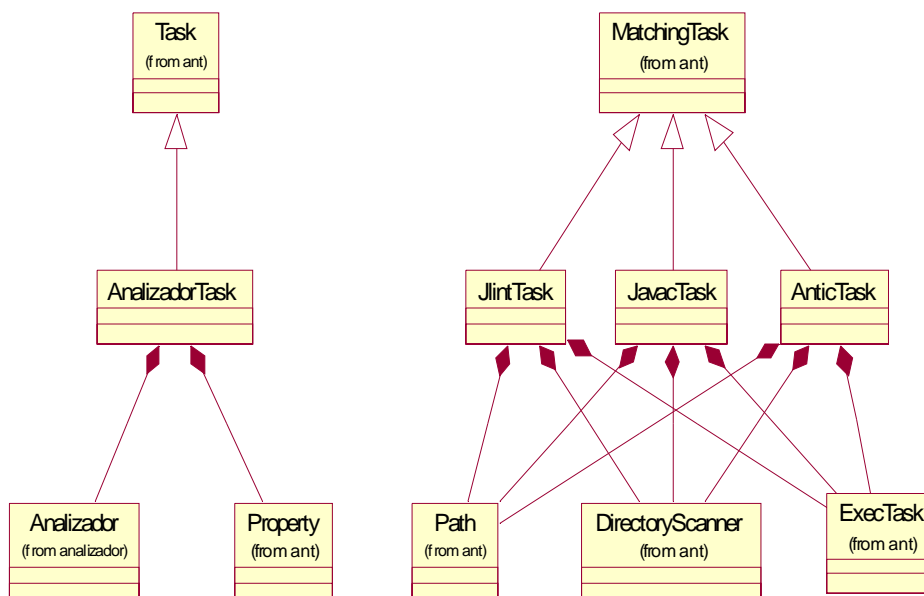 Task
(from ant)
MatchingTask
(from ant)
AnalizadorTask
JlintTask
JavacTask
AnticTask
Analizador
(from analizador)
Property
(from ant)
Path
(from ant)
DirectoryScanner
(from ant)
ExecTask
(from ant)